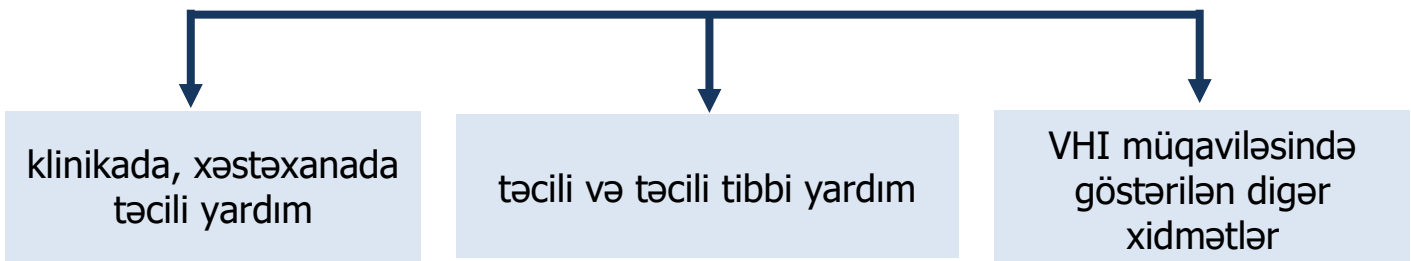 klinikada, xəstəxanada
təcili yardım
təcili və təcili tibbi yardım
VHI müqaviləsində
göstərilən digər
xidmətlər